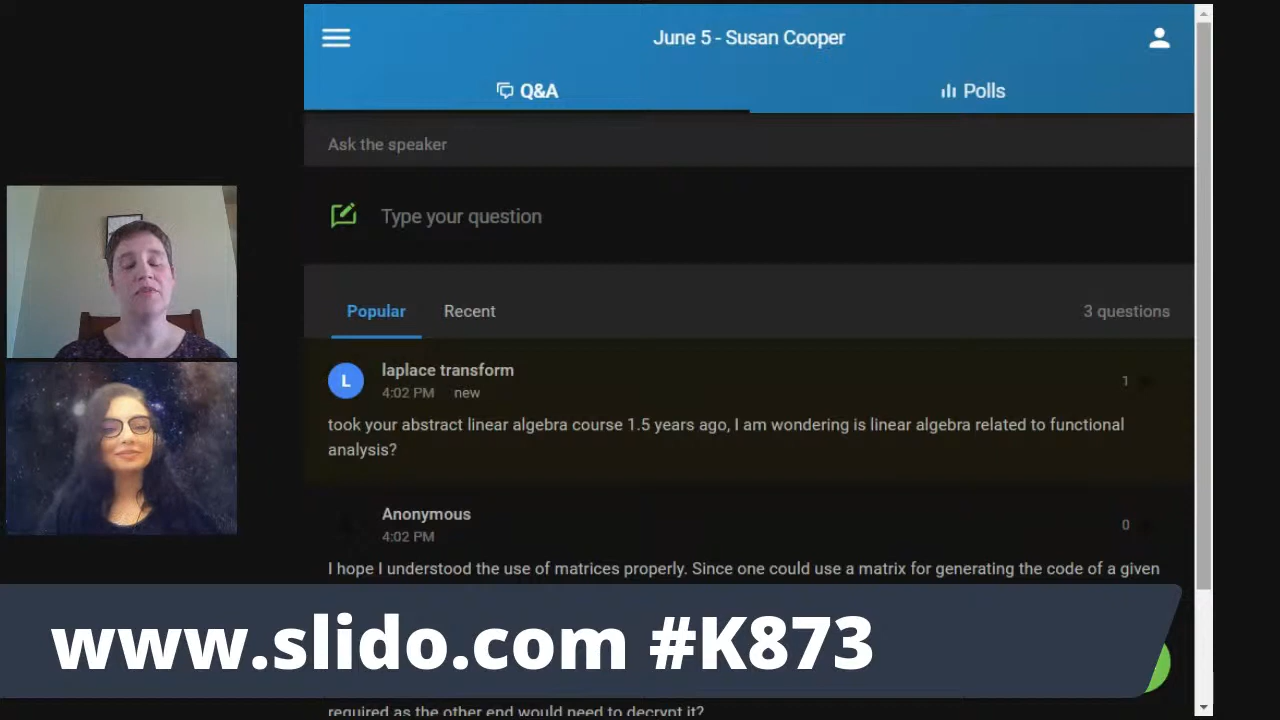 June 5 - Susan Cooper
Q&A
Polls
Ask the speaker
Type your question
Popular
Recent
3 questions
L
laplace transform
4:02 PM new
1
took your abstract linear algebra course 1.5 years ago, I am wondering is linear algebra related to functional
analysis?
Anonymous
4:02 PM
0
I hope I understood the use of matrices properly. Since one could use a matrix for generating the code of a given
www.slido.com #K873
required as the other end would need to decrypt it?